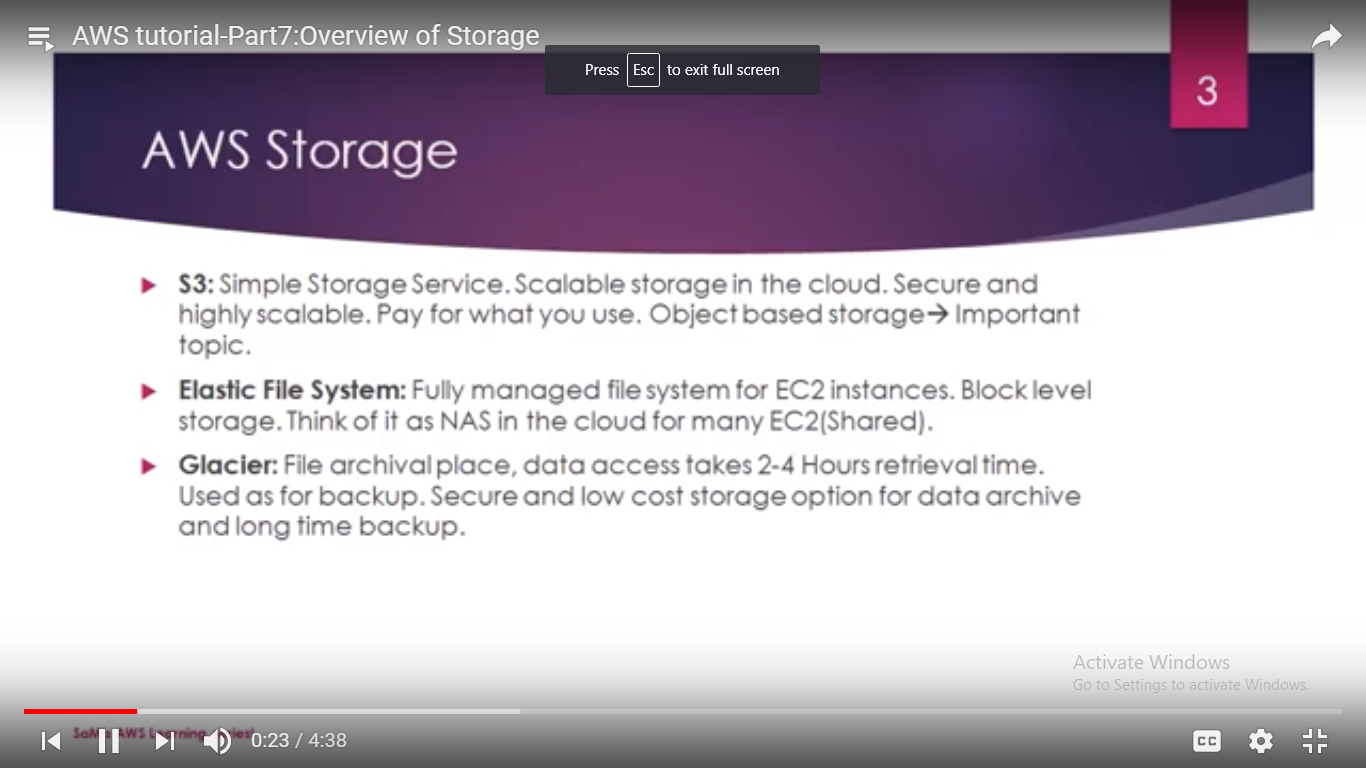 AWS tutorial-Part7:Overview of Storage
Press Esc to exit full screen
3
AWS Storage
S3: Simple Storage Service. Scalable storage in the cloud. Secure and
highly scalable. Pay for what you use. Object based storage→ Important
topic.
Elastic File System: Fully managed file system for EC2 instances. Block level
storage. Think of it as NAS in the cloud for many EC2(Shared).
Glacier: File archival place, data access takes 2-4 Hours retrieval time.
Used as for backup. Secure and low cost storage option for data archive
and long time backup.
Activate Windows
Go to Settings to activate Windows.
AWS Learning
0:23 / 4:38
CC